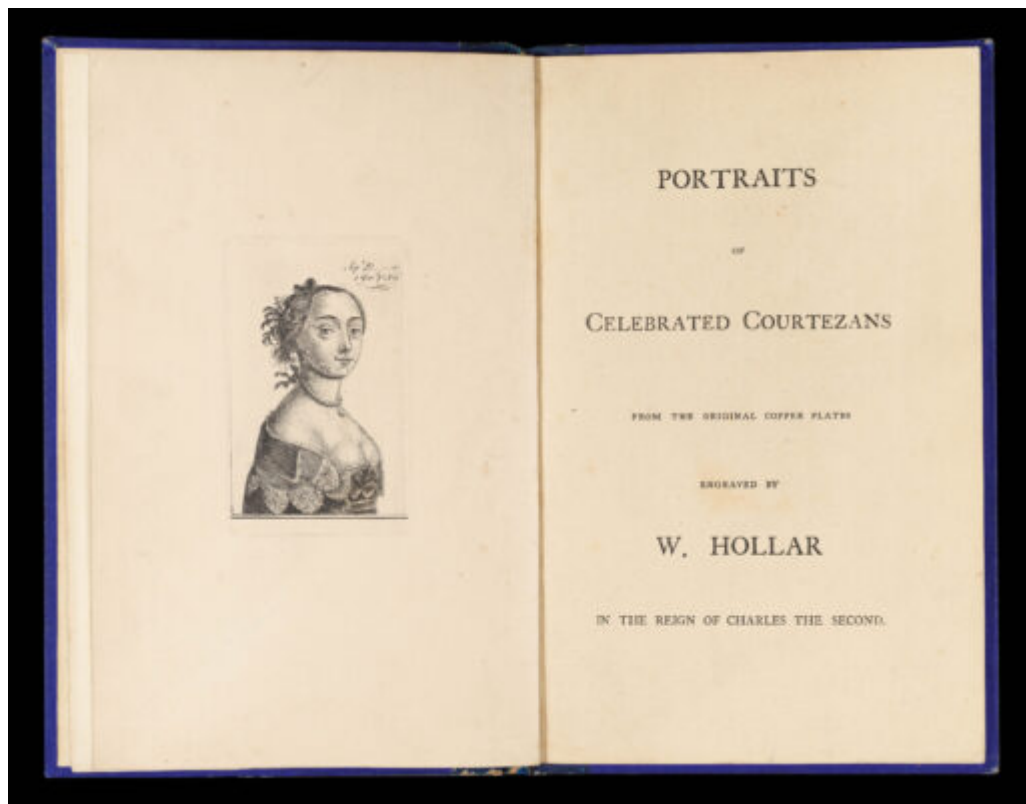 PORTRAITS
OF
CELEBRATED COURTEZANS
FROM THE ORIGINAL COPPER PLATES
ENGRAVED BY
W. HOLLAR
IN THE REIGN OF CHARLES THE SECOND.